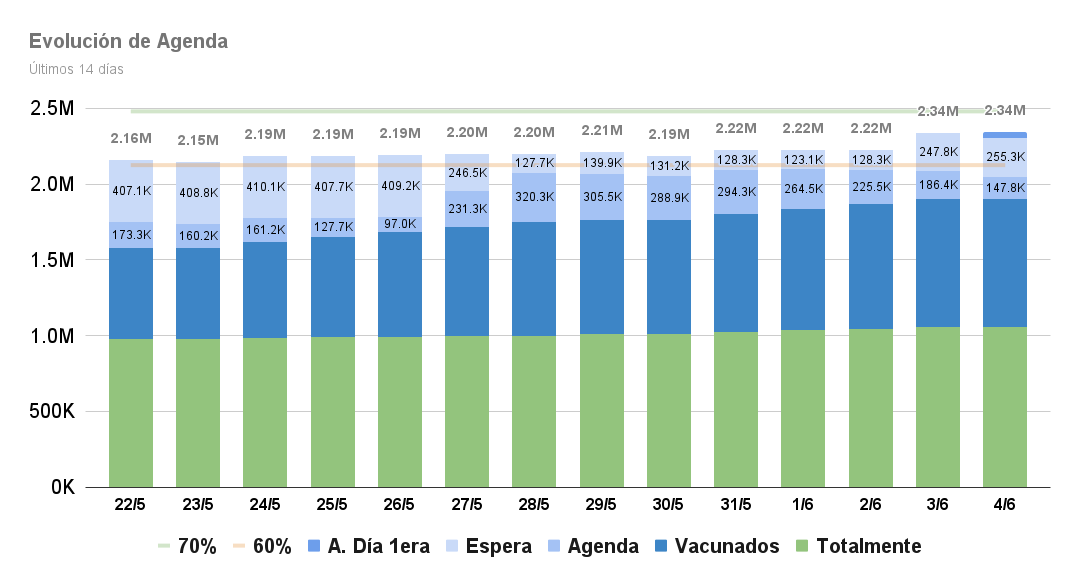 Evolución de Agenda
Últimos 14 días
2.5M
2.0M
1.5M
1.0M
500K
0K
2.16M 2.15M 2.19M 2.19M 2.19M 2.20M 2.20M 2.21M 2.19M 2.22M 2.22M 2.22M 2.34M 2.34M
407.1K 408.8K 410.1K 407.7K 409.2K 246.5K 127.7K 139.9K 131.2K 128.3K 123.1K 128.3K 247.8K 255.3K
173.3K 160.2K 161.2K 127.7K 97.0K 231.3K 320.3K 305.5K 288.9K 294.3K 264.5K 225.5K 186.4K 147.8K
22/5 23/5 24/5 25/5 26/5 27/5 28/5 29/5 30/5 31/5 1/6 2/6 3/6 4/6
70% 60% A. Día 1era Espera Agenda Vacunados Totalmente